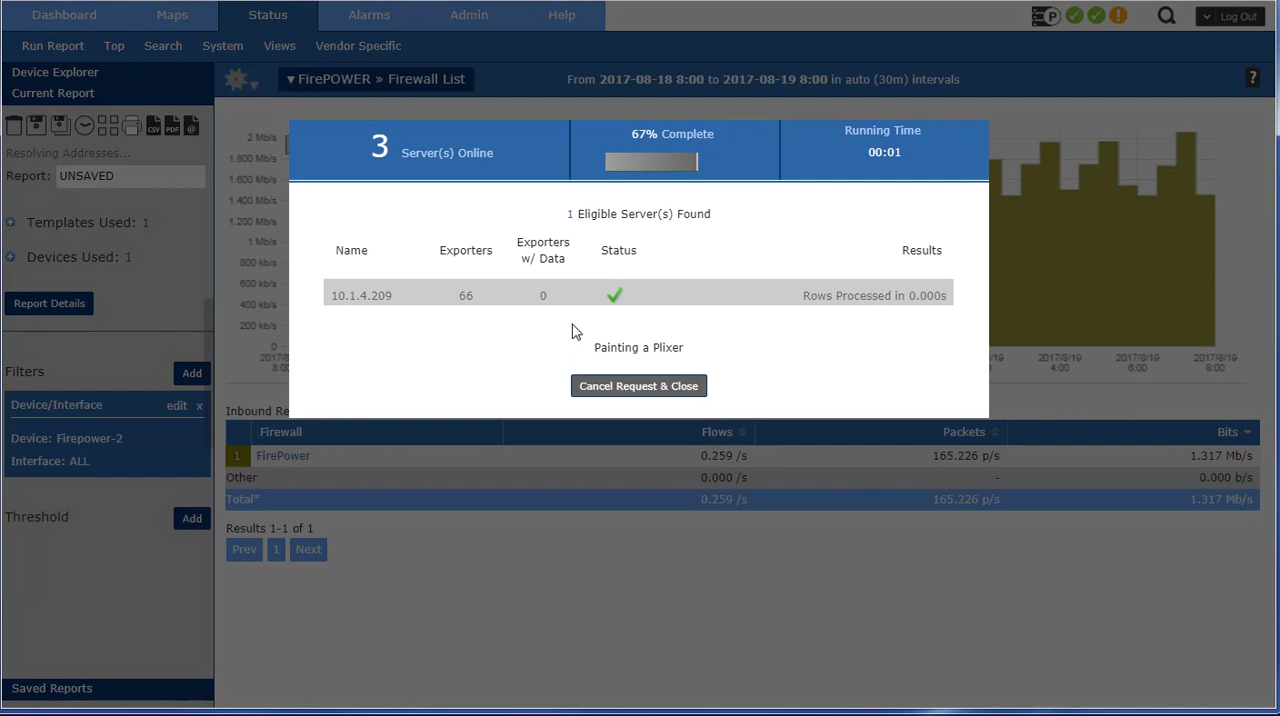 Dashboard Maps Status Alarms Admin Help
P Log Out
Run Report Top Search System Views Vendor Specific
Device Explorer
Current Report
▼FirePOWER » Firewall List
From 2017-08-18 8:00 to 2017-08-19 8:00 in auto (30m) intervals
?
CSV PDF @
Resolving Addresses...
Report: UNSAVED
Templates Used: 1
Devices Used: 1
Report Details
Filters Add
Device/Interface edit x
Device: Firepower-2
Interface: ALL
Threshold Add
Saved Reports
2 Mb/s
1.800 Mb/s
1.600 Mb/s
1.400 Mb/s
1.200 Mb/s
1 Mb/s
800 kb/s
600 kb/s
400 kb/s
200 kb/s
0
2017/8/19 2017/8/19 2017/8/19
8:00 4:00 6:00 8:00
3 Server(s) Online
67% Complete
Running Time
00:01
1 Eligible Server(s) Found
Name Exporters Exporters w/ Data Status Results
10.1.4.209 66 0 Rows Processed in 0.000s
Painting a Plixer
Cancel Request & Close
Inbound Re
Firewall Flows Packets Bits
1 FirePower 0.259 /s 165.226 p/s 1.317 Mb/s
Other 0.000 /s - 0.000 b/s
Total* 0.259 /s 165.226 p/s 1.317 Mb/s
Results 1-1 of 1
Prev 1 Next